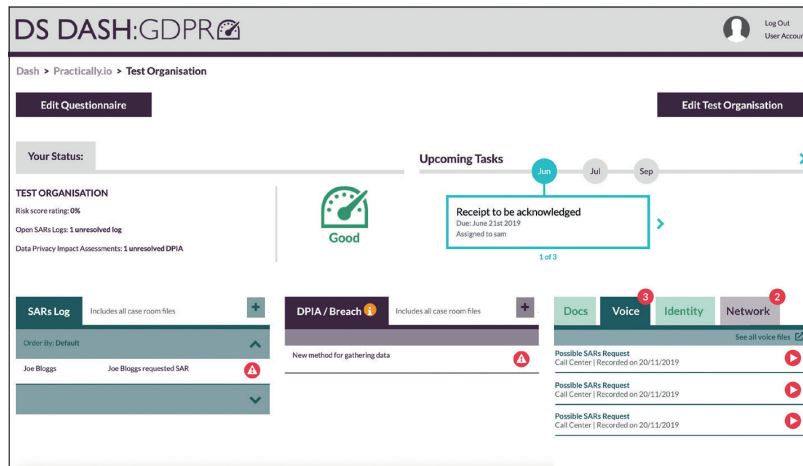 DS DASH:GDPR
Log Out
User Accoun
Dash > Practically.io > Test Organisation
Edit Questionnaire
Edit Test Organisation
Your Status:
Upcoming Tasks
Jun
Jul
Sep
TEST ORGANISATION
Risk score rating: 0%
Open SARs Logs: 1 unresolved log
Data Privacy Impact Assessments: 1 unresolved DPIA
Good
Receipt to be acknowledged
Due: June 21st 2019
Assigned to sam
1 of 3
SARs Log
Includes all case room files
+
Order By: Default
Joe Bloggs
Joe Bloggs requested SAR
DPIA / Breach i
Includes all case room files
+
New method for gathering data
Docs
Voice
3
Identity
Network
2
See all voice files
Possible SARs Request
Call Center | Recorded on 20/11/2019
Possible SARs Request
Call Center | Recorded on 20/11/2019
Possible SARs Request
Call Center | Recorded on 20/11/2019